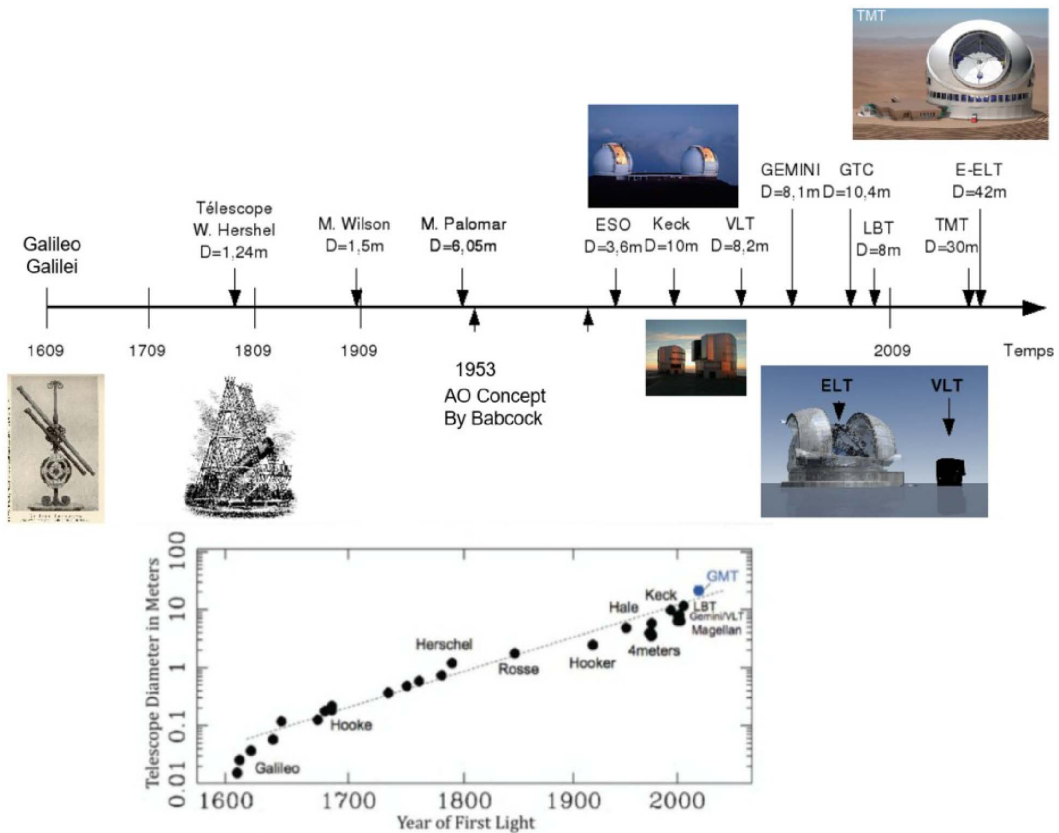 TMT
GEMINI
D=8,1m
GTC
D=10,4m
E-ELT
D=42m
Télescope
W. Hershel
D=1,24m
M. Wilson
D=1,5m
M. Palomar
D=6,05m
ESO
D=3,6m
Keck
D=10m
VLT
D=8,2m
LBT
D=8m
TMT
D=30m
Galileo
Galilei
1609
1709
1809
1909
2009
Temps
1953
AO Concept
By Babcock
ELT
VLT
Telescope Diameter in Meters
100
10
1
0.1
0.01
GMT
Keck
LBT
Hale
Gemini/VLT
Magellan
Herschel
4meters
Rosse
Hooker
Hooke
Galileo
1600
1700
1800
1900
2000
Year of First Light